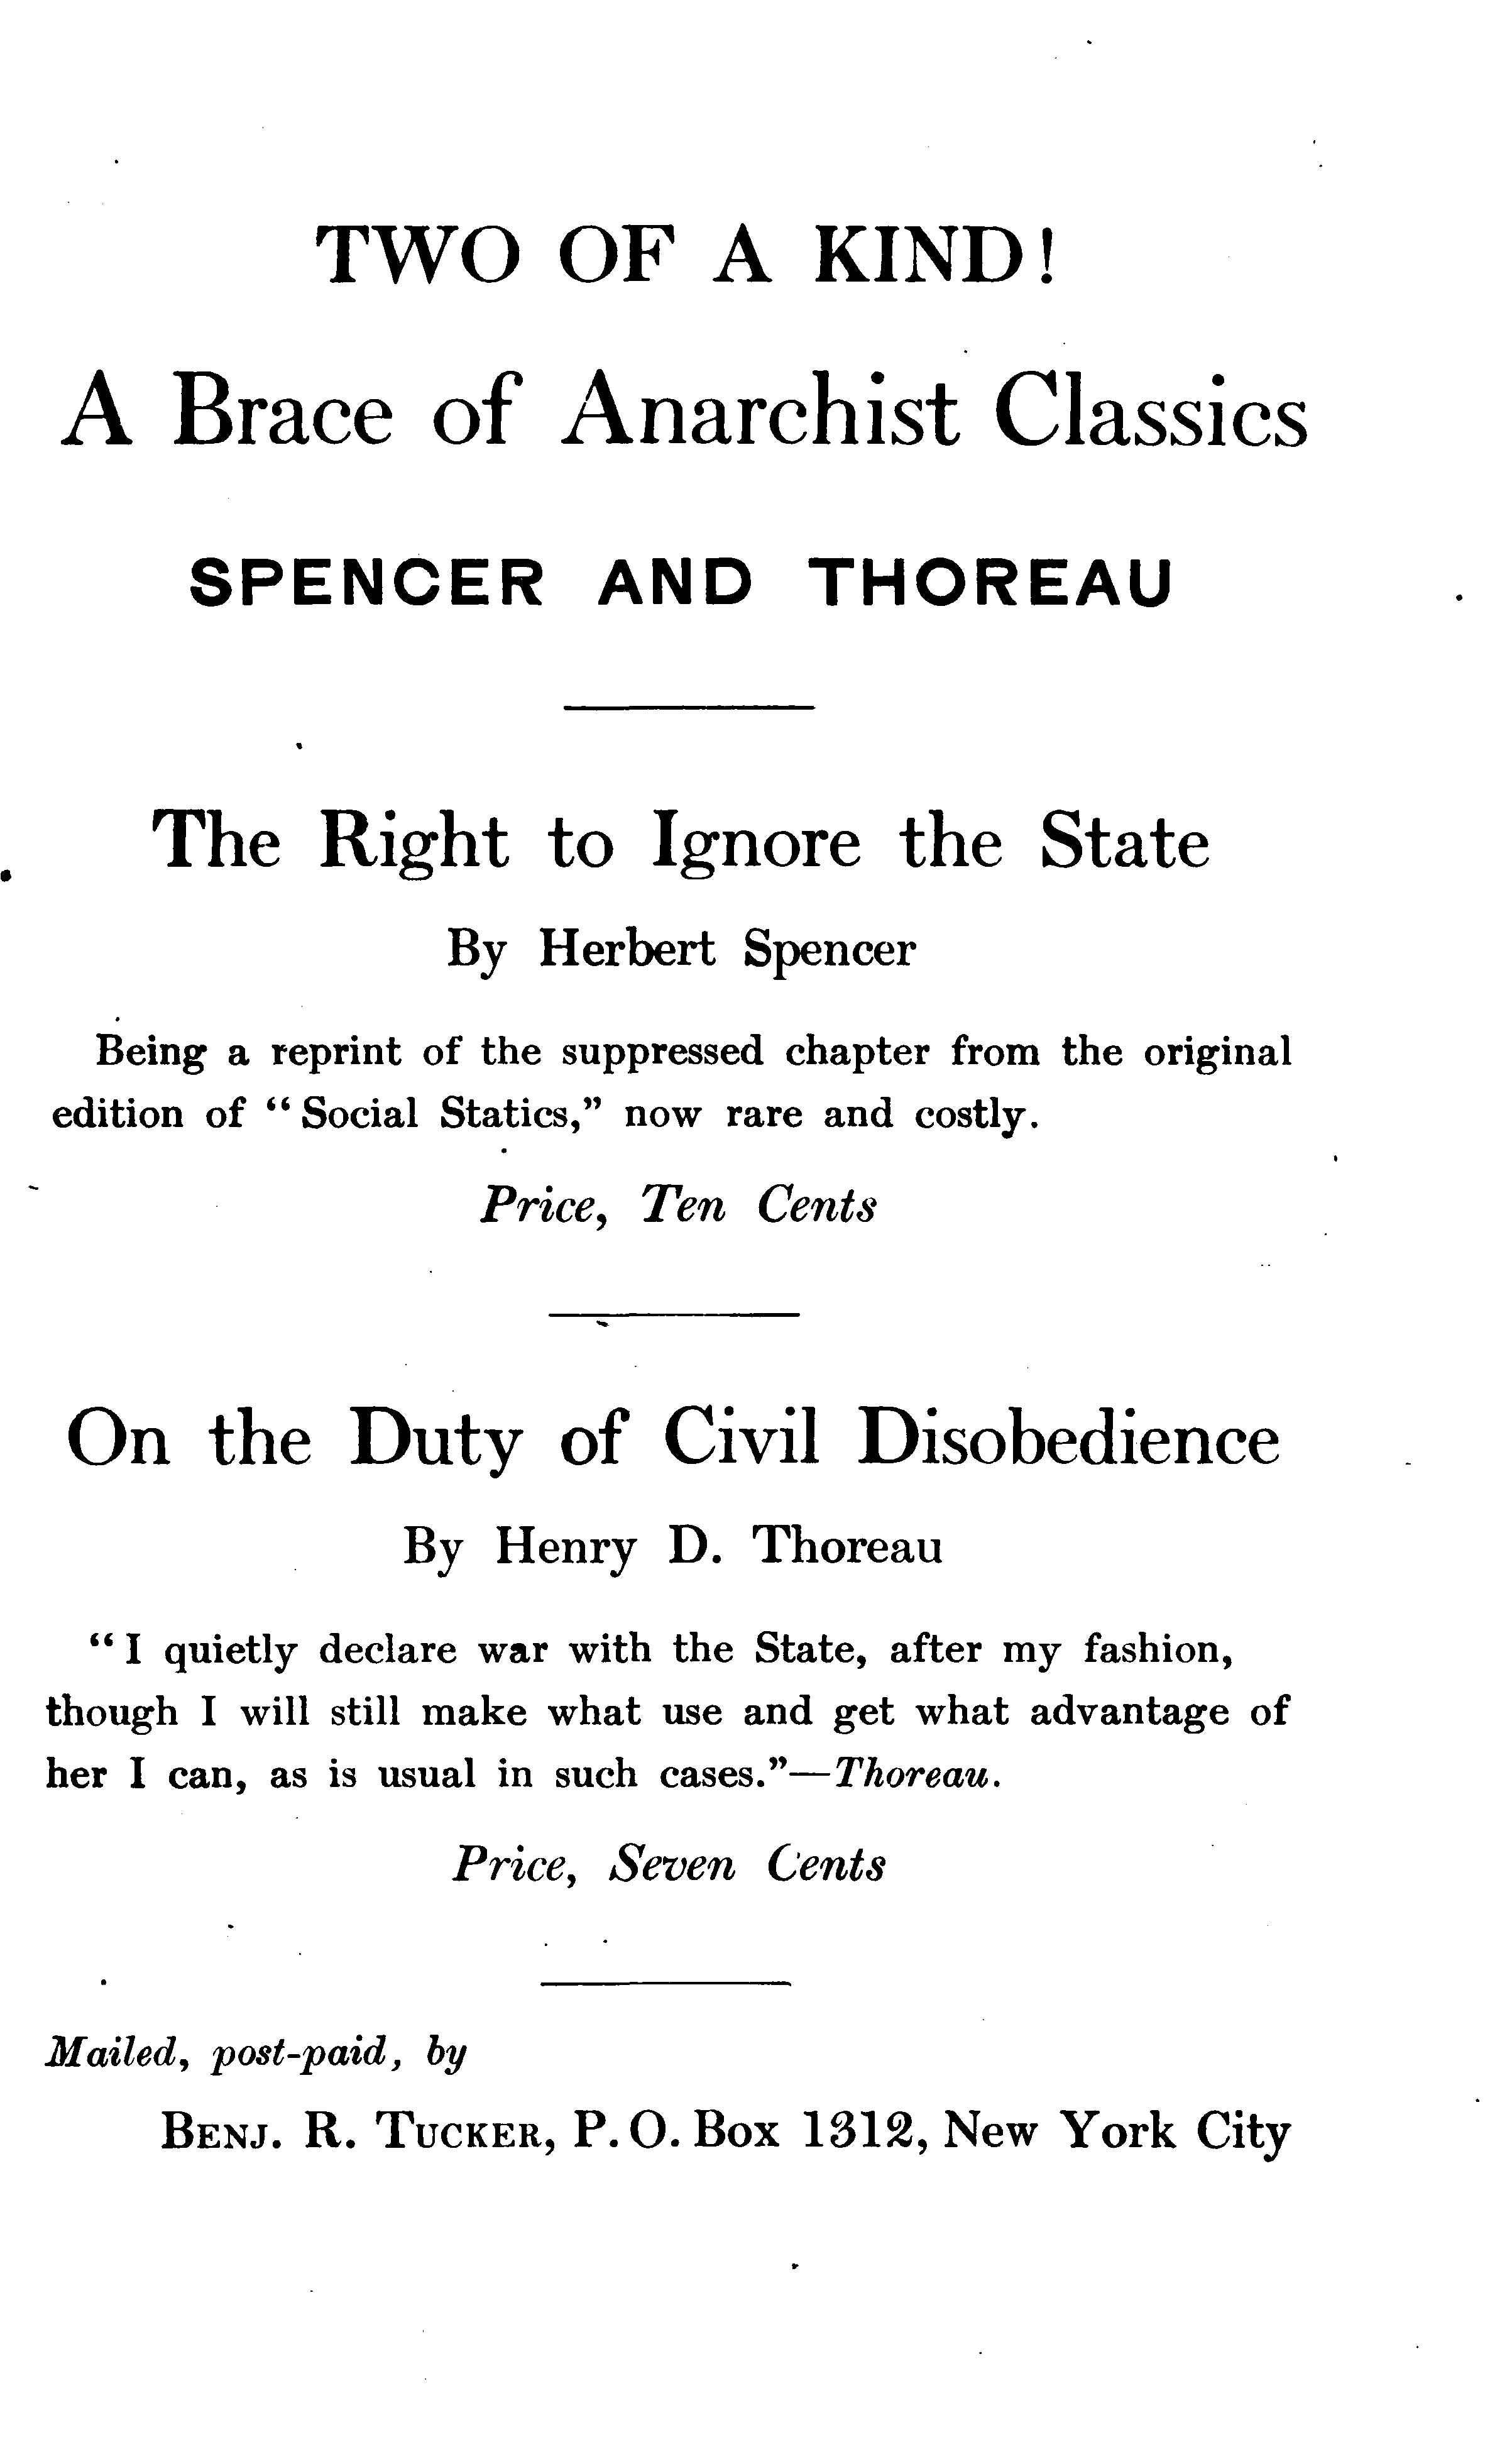 TWO OF A KIND!
A Brace of Anarchist Classics
SPENCER AND THOREAU
The Right to Ignore the State
By Herbert Spencer
Being a reprint of the suppressed chapter from the original
edition of “Social Statics,” now rare and costly.
Price, Ten Cents
On the Duty of Civil Disobedience
By Henry D. Thoreau
“I quietly declare war with the State, after my fashion,
though I will still make what use and get what advantage of
her I can, as is usual in such cases.”—Thoreau.
Price, Seven Cents
Mailed, post-paid, by
BENJ. R. TUCKER, P. O. Box 1312, New York City